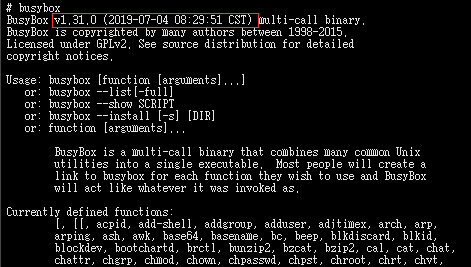 # busybox
BusyBox v1.31.0 (2019-07-04 08:29:51 CST) multi-call binary.
BusyBox is copyrighted by many authors between 1998-2015.
Licensed under GPLv2. See source distribution for detailed
copyright notices.
Usage: busybox [function [arguments]...]
or: busybox --list[-full]
or: busybox --show SCRIPT
or: busybox --install [-s] [DIR]
or: function [arguments]...
BusyBox is a multi-call binary that combines many common Unix
utilities into a single executable.  Most people will create a
link to busybox for each function they wish to use and BusyBox
will act like whatever it was invoked as.
Currently defined functions:
[, [[, acpid, add-shell, addgroup, adduser, adjtimex, arch, arp,
arping, ash, awk, base64, basename, bc, beep, blkdiscard, blkid,
blockdev, bootchartd, brctl, bunzip2, bzcat, bzip2, cal, cat, chat,
chattr, chgrp, chmod, chown, chpasswd, chpst, chroot, chrt, chvt,